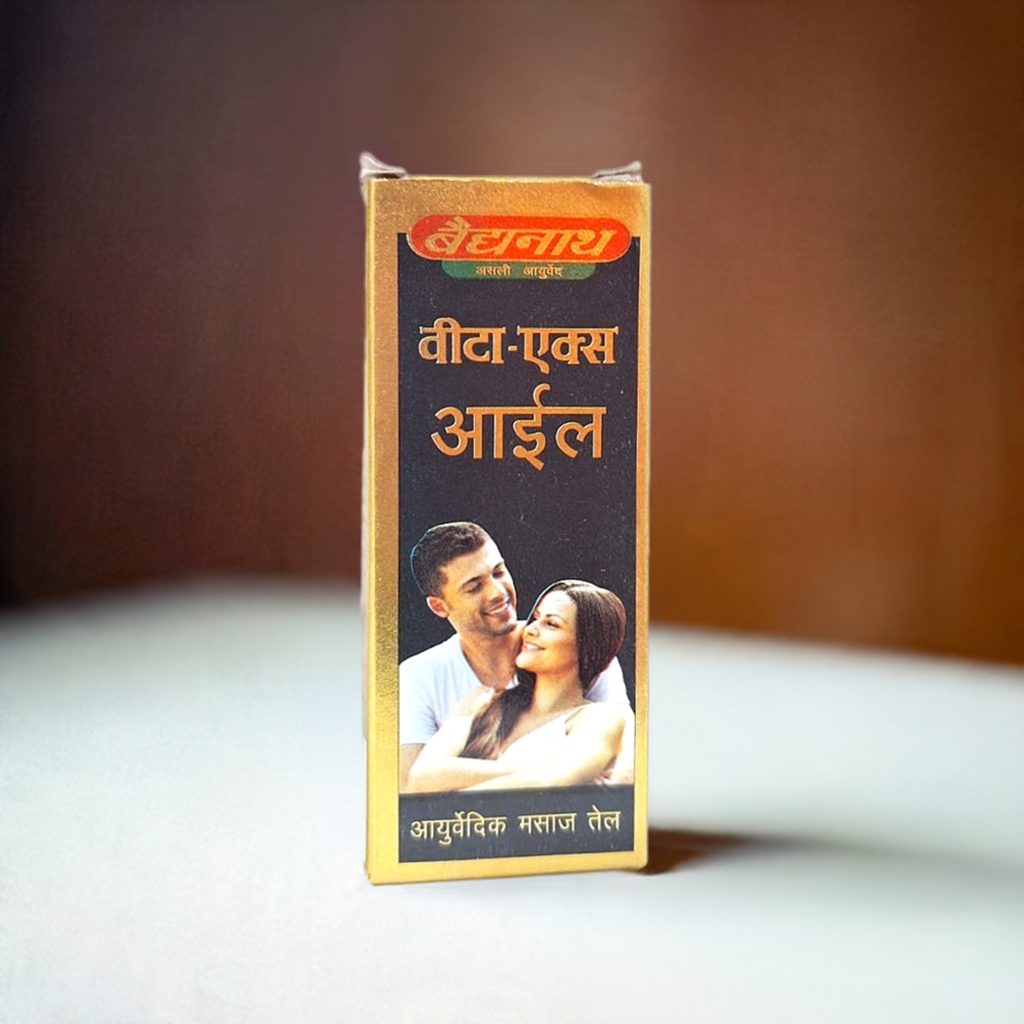 बैद्यनाथ
असली आयुर्वेद
वीटा-एक्स
आईल
आयुर्वेदिक मसाज तेल